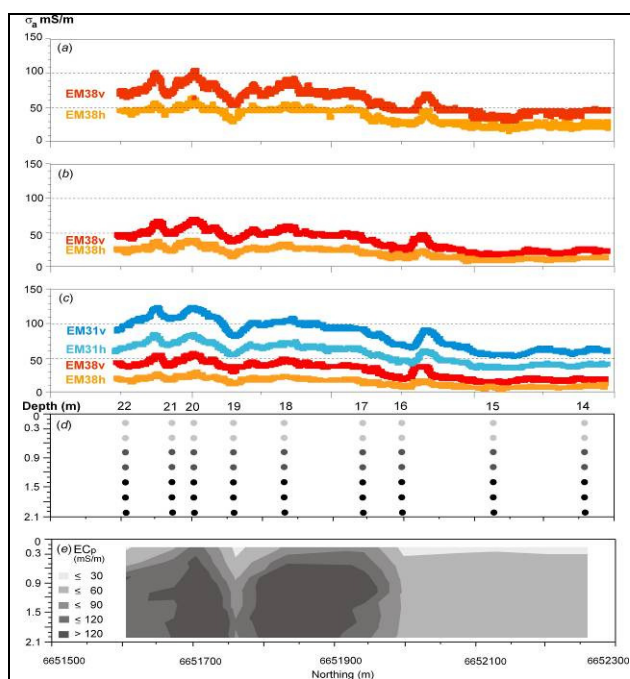 σa mS/m
150
(a)
100
EM38v
50
EM38h
0
150
(b)
100
50
EM38v
EM38h
0
150
(c)
100
EM31v
EM31h
50
EM38v
EM38h
0
Depth (m) 22 21 20 19 18 17 16 15 14
0
(d)
0.3
0.9
1.5
2.1
0
(e) ECp
(mS/m)
0.3
≤ 30
≤ 60
0.9
≤ 90
≤ 120
1.5
> 120
2.1
6651500 6651700 6651900 6652100 6652300
Northing (m)